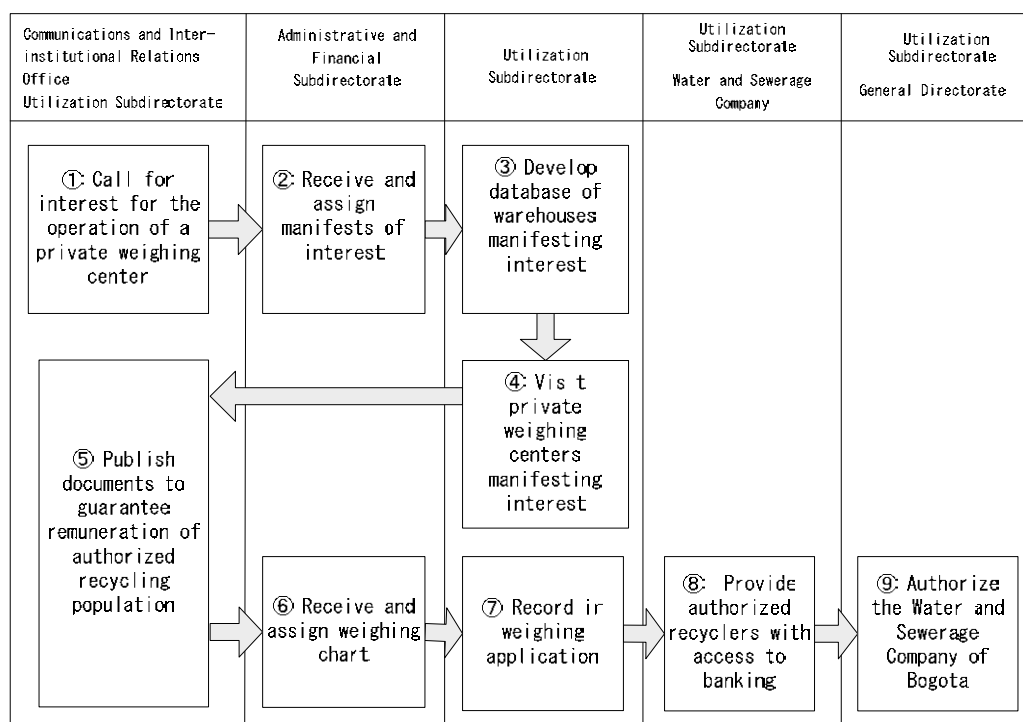 Communications and Inter-
institutional Relations
Office
Utilization Subdirectorate
Administrative and
Financial
Subdirectorate
Utilization
Subdirectorate
Utilization
Subdirectorate
Water and Sewerage
Company
Utilization
Subdirectorate
General Directorate
①: Call for
interest for the
operation of a
private weighing
center
②: Receive and
assign
manifests of
interest
③: Develop
database of
warehouses
manifesting
interest
④: Vis t
private
weighing
centers
manifesting
interest
⑤: Publish
documents to
guarantee
remuneration of
authorized
recycling
population
⑥: Receive and
assign weighing
chart
⑦: Record ir
weighing
application
⑧: Provide
authorized
recyclers with
access to
banking
⑨: Authorize
the Water and
Sewerage
Company of
Bogota